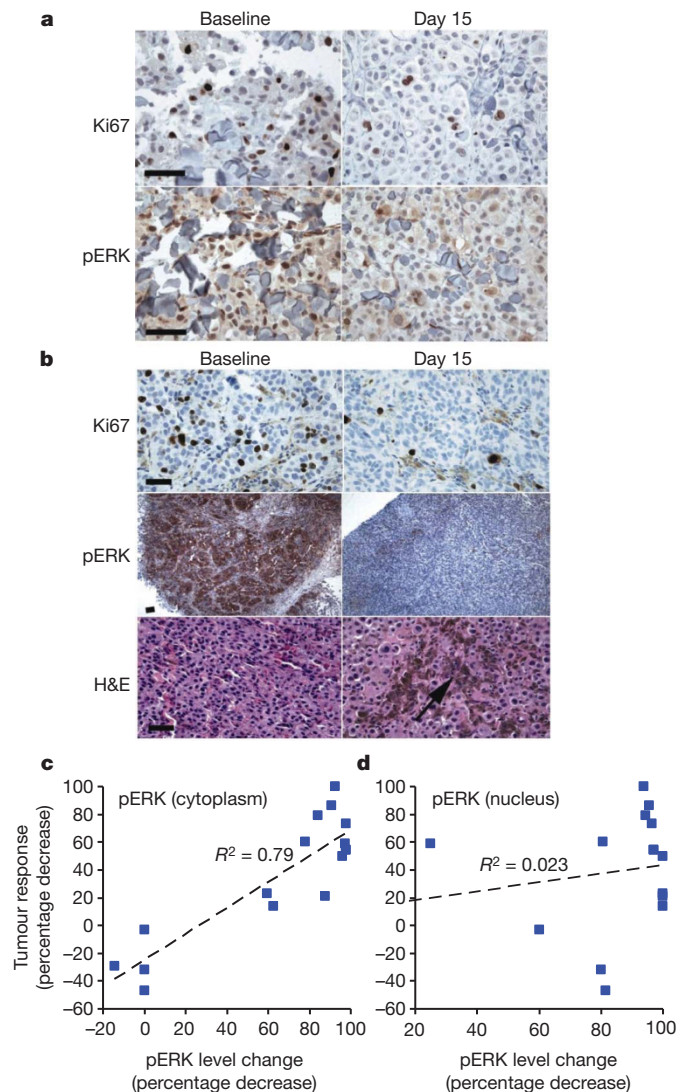 a
Baseline Day 15
Ki67
pERK
b
Baseline Day 15
Ki67
pERK
H&E
c
100
80
60
40
20
0
–20
–40
–60
Tumour response
(percentage decrease)
pERK (cytoplasm)
R² = 0.79
–20 0 20 40 60 80 100
pERK level change
(percentage decrease)
d
100
80
60
40
20
0
–20
–40
–60
pERK (nucleus)
R² = 0.023
20 40 60 80 100
pERK level change
(percentage decrease)